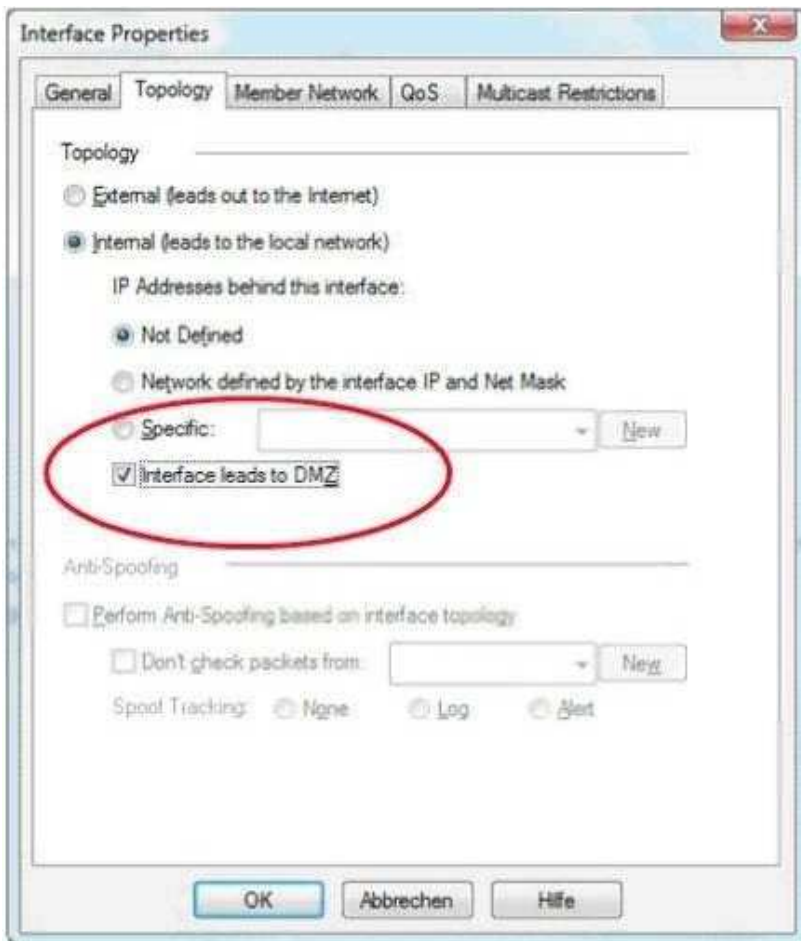 Interface Properties
General Topology Member Network QoS Multicast Restrictions
Topology
External (leads out to the Internet)
Internal (leads to the local network)
IP Addresses behind this interface:
Not Defined
Network defined by the interface IP and Net Mask
Specific: New
Interface leads to DMZ
Anti-Spoofing
Perform Anti-Spoofing based on interface topology
Don't check packets from: New
Spoof Tracking: None Log Alert
OK Abbrechen Hilfe